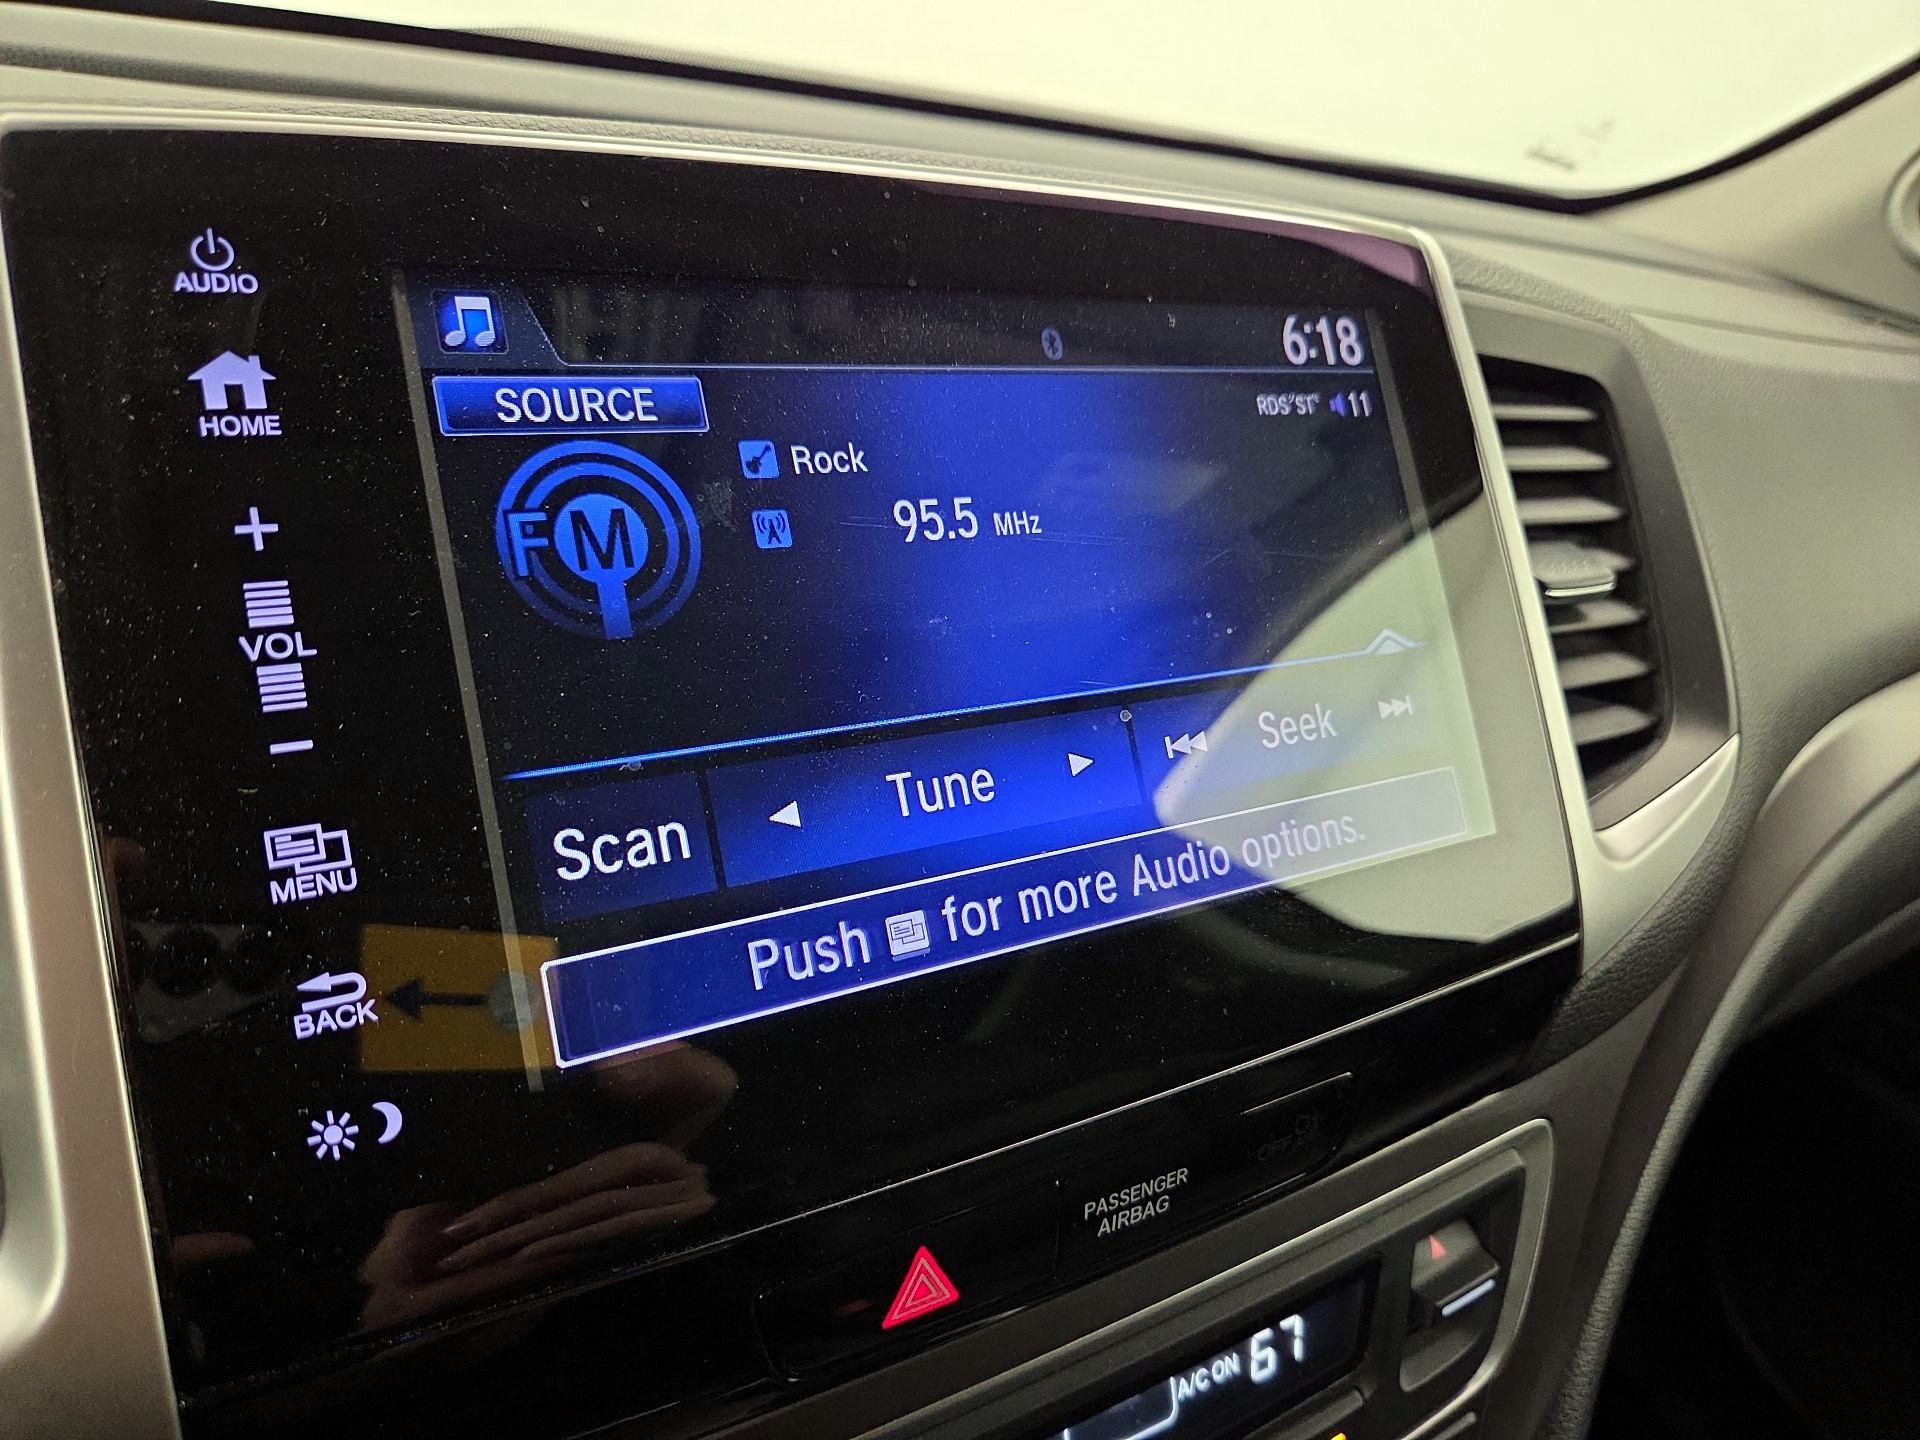 AUDIO
6:18
HOME
SOURCE
RDS ST 11
Rock
FM
95.5 MHz
VOL
Scan
Tune
Seek
MENU
Push for more Audio options.
BACK
PASSENGER
AIRBAG
A/C ON 67